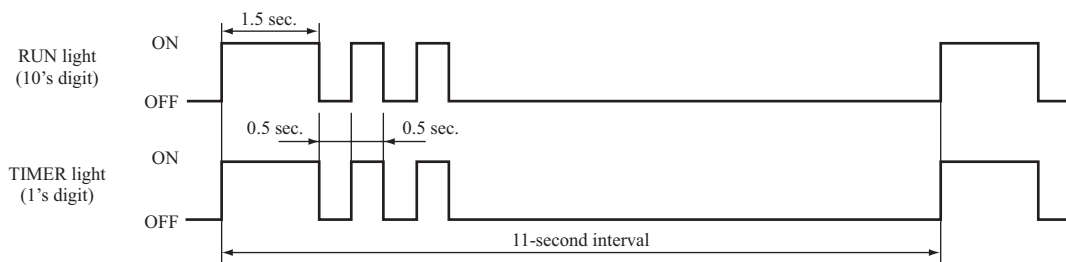 1.5 sec.
ON
RUN light
(10’s digit)
OFF
0.5 sec.
0.5 sec.
ON
TIMER light
(1’s digit)
OFF
11-second interval